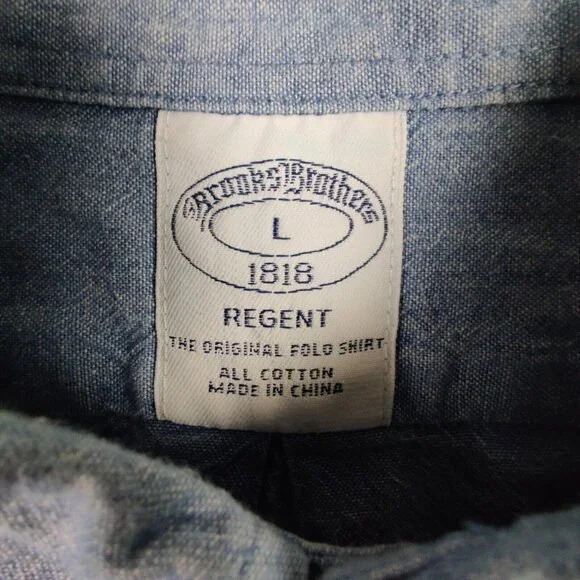 Brooks Brothers
L
1818
REGENT
THE ORIGINAL POLO SHIRT
ALL COTTON
MADE IN CHINA